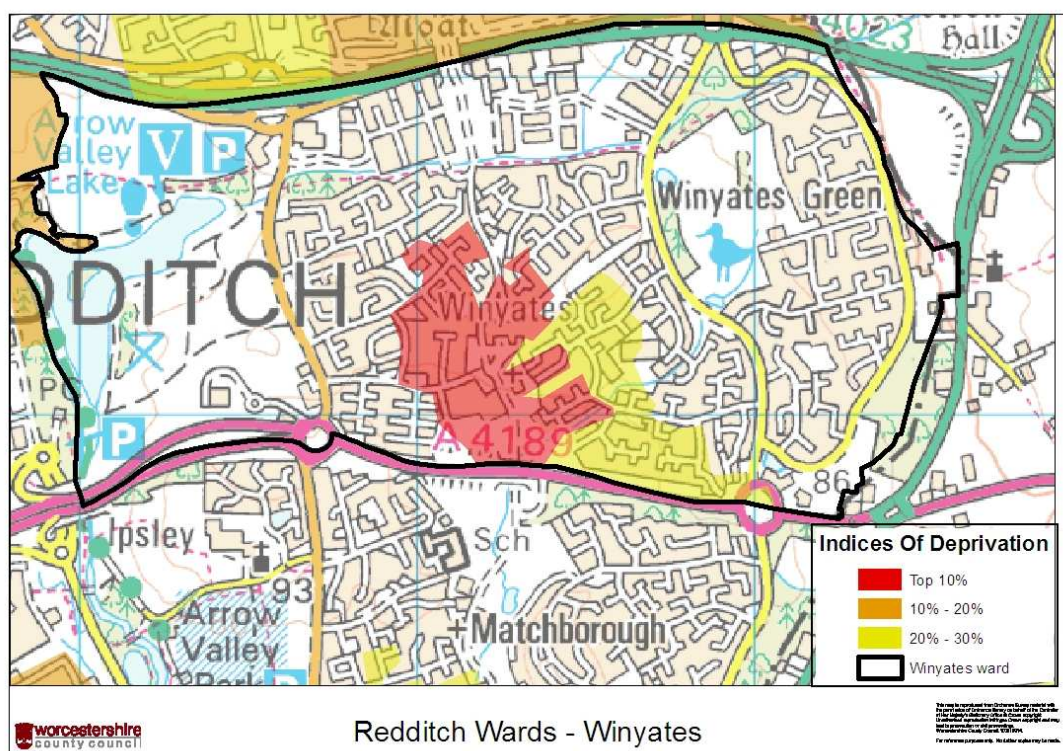 Moat
4023
Hall
Arrow
Valley
Lake
V P
Winyates Green
DDITCH
Winyates
P
A 4189
P
86
Ipsley
Sch
93
Arrow
Valley
Park
Matchborough
Indices Of Deprivation
Top 10%
10% - 20%
20% - 30%
Winyates ward
worcestershire
county council
Redditch Wards - Winyates